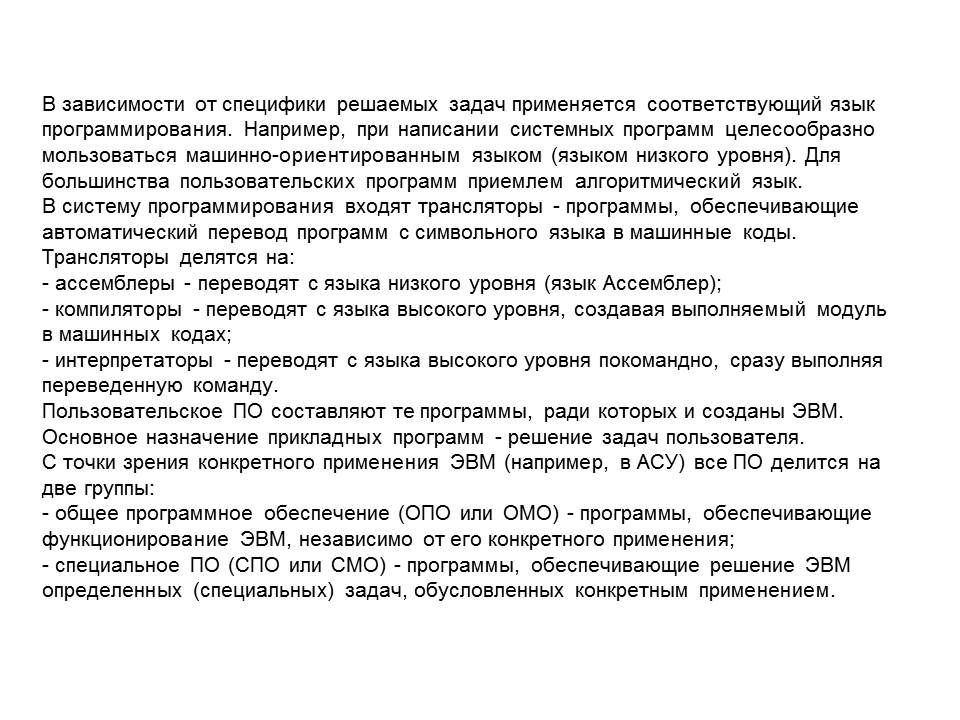 В зависимости от специфики решаемых задач применяется соответствующий язык
программирования. Например, при написании системных программ целесообразно
мользоваться машинно-ориентированным языком (языком низкого уровня). Для
большинства пользовательских программ приемлем алгоритмический язык.
В систему программирования входят трансляторы - программы, обеспечивающие
автоматический перевод программ с символьного языка в машинные коды.
Трансляторы делятся на:
- ассемблеры - переводят с языка низкого уровня (язык Ассемблер);
- компиляторы - переводят с языка высокого уровня, создавая выполняемый модуль
в машинных кодах;
- интерпретаторы - переводят с языка высокого уровня покомандно, сразу выполняя
переведенную команду.
Пользовательское ПО составляют те программы, ради которых и созданы ЭВМ.
Основное назначение прикладных программ - решение задач пользователя.
С точки зрения конкретного применения ЭВМ (например, в АСУ) все ПО делится на
две группы:
- общее программное обеспечение (ОПО или ОМО) - программы, обеспечивающие
функционирование ЭВМ, независимо от его конкретного применения;
- специальное ПО (СПО или СМО) - программы, обеспечивающие решение ЭВМ
определенных (специальных) задач, обусловленных конкретным применением.